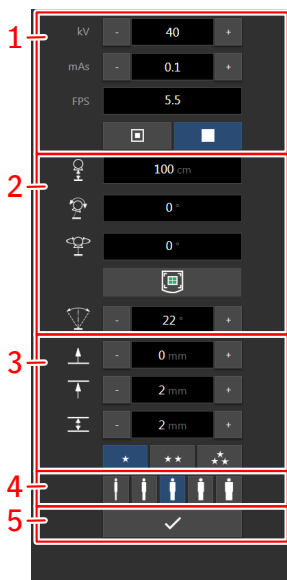 1
kV - 40 +
mAs - 0.1 +
FPS 5.5
2
100 cm
0 °
0 °
- 22 ° +
3
- 0 mm +
- 2 mm +
- 2 mm +
4
5